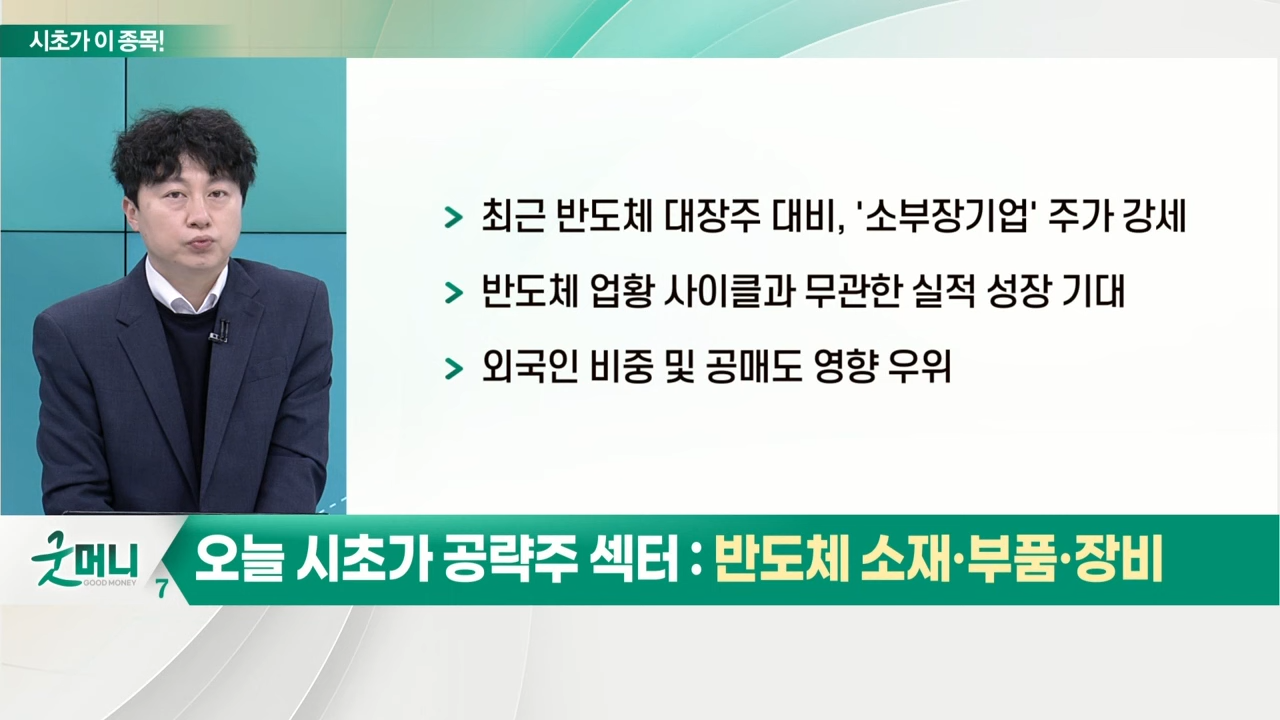 시초가 이 종목!
> 최근 반도체 대장주 대비, '소부장기업' 주가 강세
> 반도체 업황 사이클과 무관한 실적 성장 기대
> 외국인 비중 및 공매도 영향 우위
굿머니
GOOD MONEY
7
오늘 시초가 공략주 섹터 : 반도체 소재·부품·장비